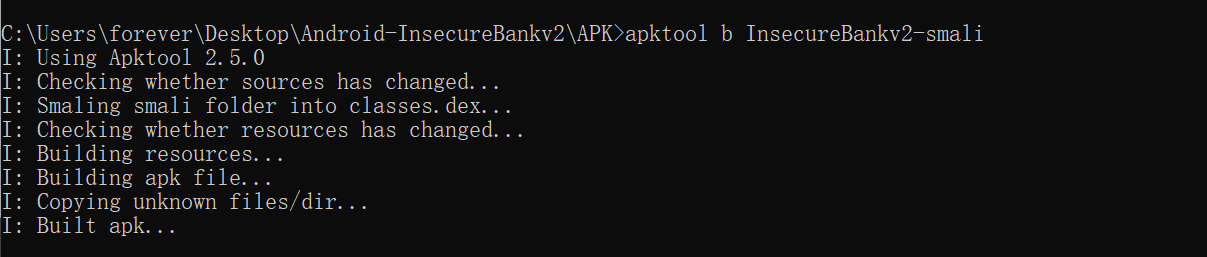 C:\Users\forever\Desktop\Android-InsecureBankv2\APK>apktool b InsecureBankv2-smali
I: Using Apktool 2.5.0
I: Checking whether sources has changed...
I: Smaling smali folder into classes.dex...
I: Checking whether resources has changed...
I: Building resources...
I: Building apk file...
I: Copying unknown files/dir...
I: Built apk...